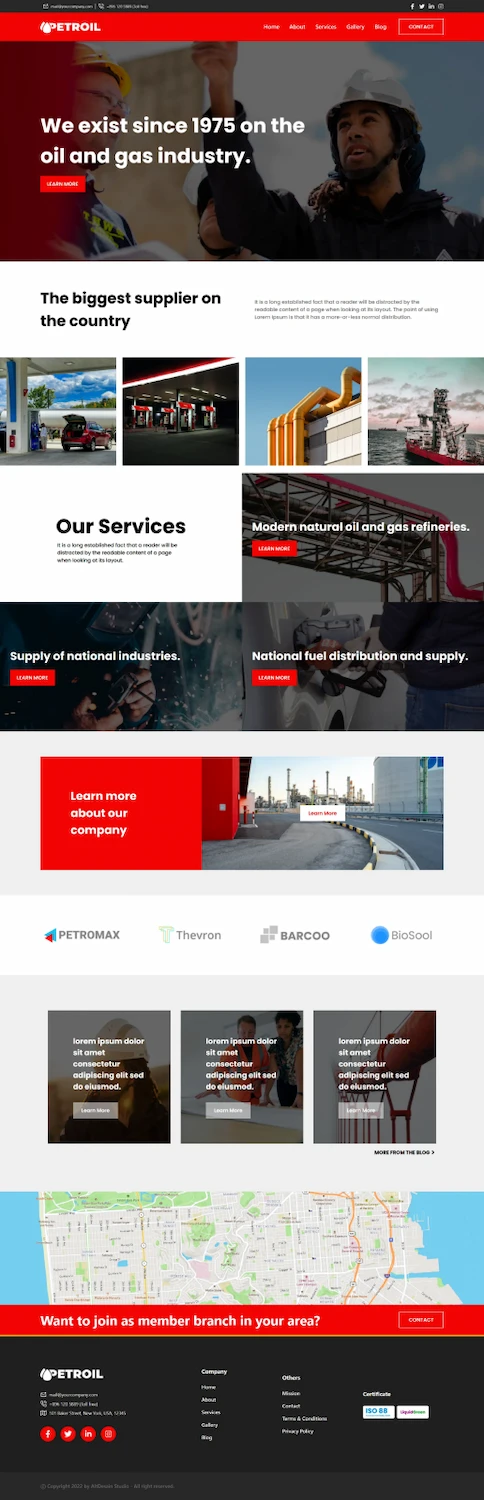 mail@yourcompany.com
+896 120 5889 (toll free)
PETROIL
Home
About
Services
Gallery
Blog
CONTACT
We exist since 1975 on the
oil and gas industry.
LEARN MORE
The biggest supplier on
the country
It is a long established fact that a reader will be distracted by the
readable content of a page when looking at its layout. The point of using
Lorem Ipsum is that it has a more-or-less normal distribution.
Our Services
It is a long established fact that a reader will be
distracted by the readable content of a page
when looking at its layout.
Modern natural oil and gas refineries.
LEARN MORE
Supply of national industries.
LEARN MORE
National fuel distribution and supply.
LEARN MORE
Learn more
about our
company
Learn More
PETROMAX
Thevron
BARCOO
BioSool
lorem ipsum dolor
sit amet
consectetur
adipiscing elit sed
do eiusmod.
Learn More
lorem ipsum dolor
sit amet
consectetur
adipiscing elit sed
do eiusmod.
Learn More
lorem ipsum dolor
sit amet
consectetur
adipiscing elit sed
do eiusmod.
Learn More
MORE FROM THE BLOG >
Want to join as member branch in your area?
CONTACT
PETROIL
mail@yourcompany.com
+896 120 5889 (Toll free)
501 Baker Street, New York, USA, 12345
Company
Home
About
Services
Gallery
Blog
Others
Mission
Contact
Terms & Conditions
Privacy Policy
Certificate
ISO 88
© Copyright 2022 by AhDesain Studio - All right reserved.